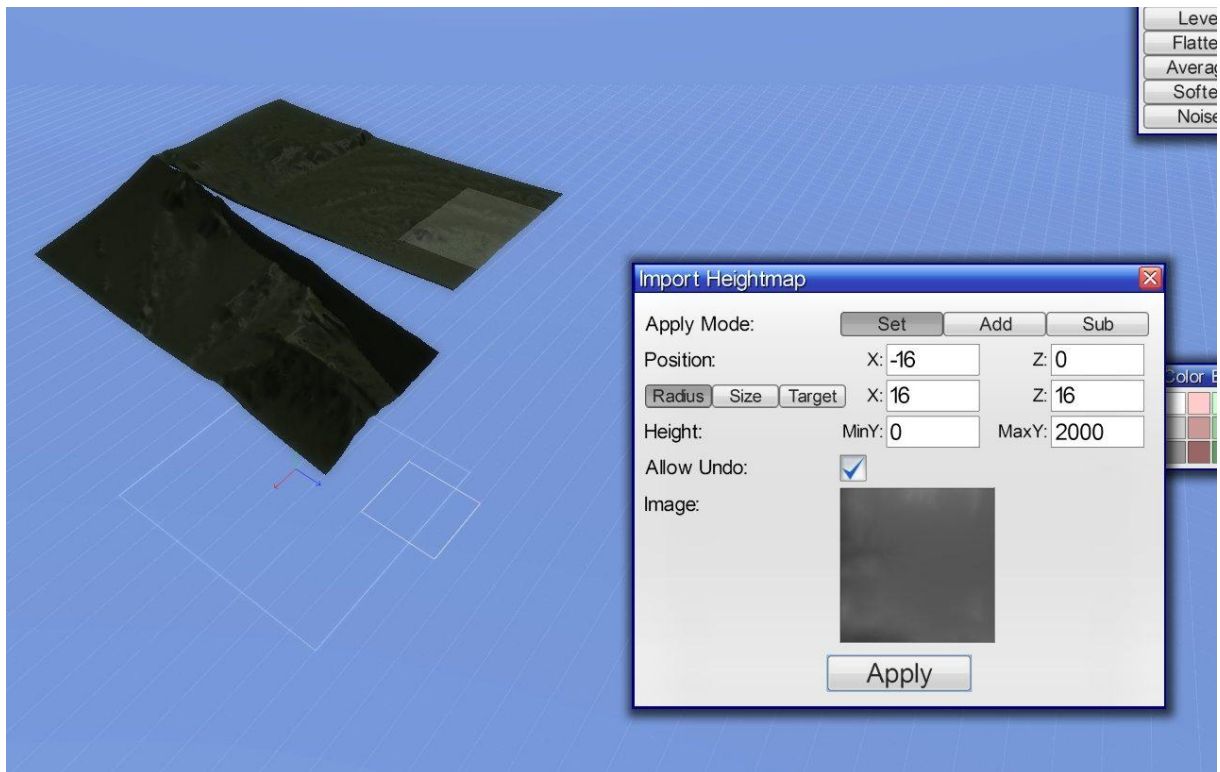 Leve
Flatte
Averag
Softe
Noise
Import Heightmap
Apply Mode: Set Add Sub
Position: X: -16 Z: 0
Radius Size Target X: 16 Z: 16
Height: MinY: 0 MaxY: 2000
Allow Undo:
Image:
Apply
Color E